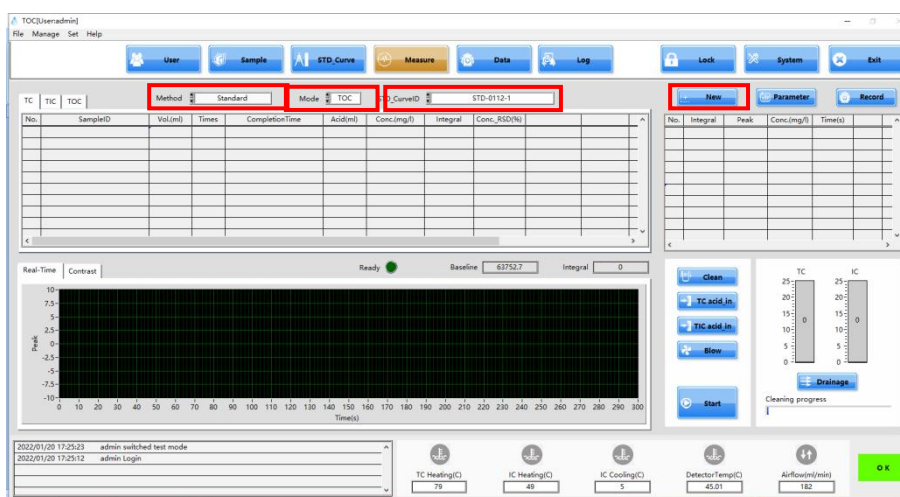 TOC[User:admin]
File Manage Set Help
User Sample STD_Curve Measure Data Log Lock System Exit
TC TIC TOC Method Standard Mode TOC STD_CurveID STD-0112-1 New Parameter Record
No. SampleID Vol.(ml) Times CompletionTime Acid(ml) Conc.(mg/l) Integral Conc._RSD(%)
No. Integral Peak Conc.(mg/l) Time(s)
Real-Time Contrast Ready Baseline 63752.7 Integral 0
Peak
10
7.5
5
2.5
0
-2.5
-5
-7.5
-10
0 10 20 30 40 50 60 70 80 90 100 110 120 130 140 150 160 170 180 190 200 210 220 230 240 250 260 270 280 290 300
Time(s)
Clean
TC acid_in
TIC acid_in
Blow
Start
TC IC
25 25
20 20
15 15
0 0
10 10
5 5
0 0
Drainage
Cleaning progress
2022/01/20 17:25:23 admin switched test mode
2022/01/20 17:25:12 admin Login
TC Heating(C) IC Heating(C) IC Cooling(C) DetectorTemp(C) Airflow(ml/min)
79 49 5 45.01 182
O K